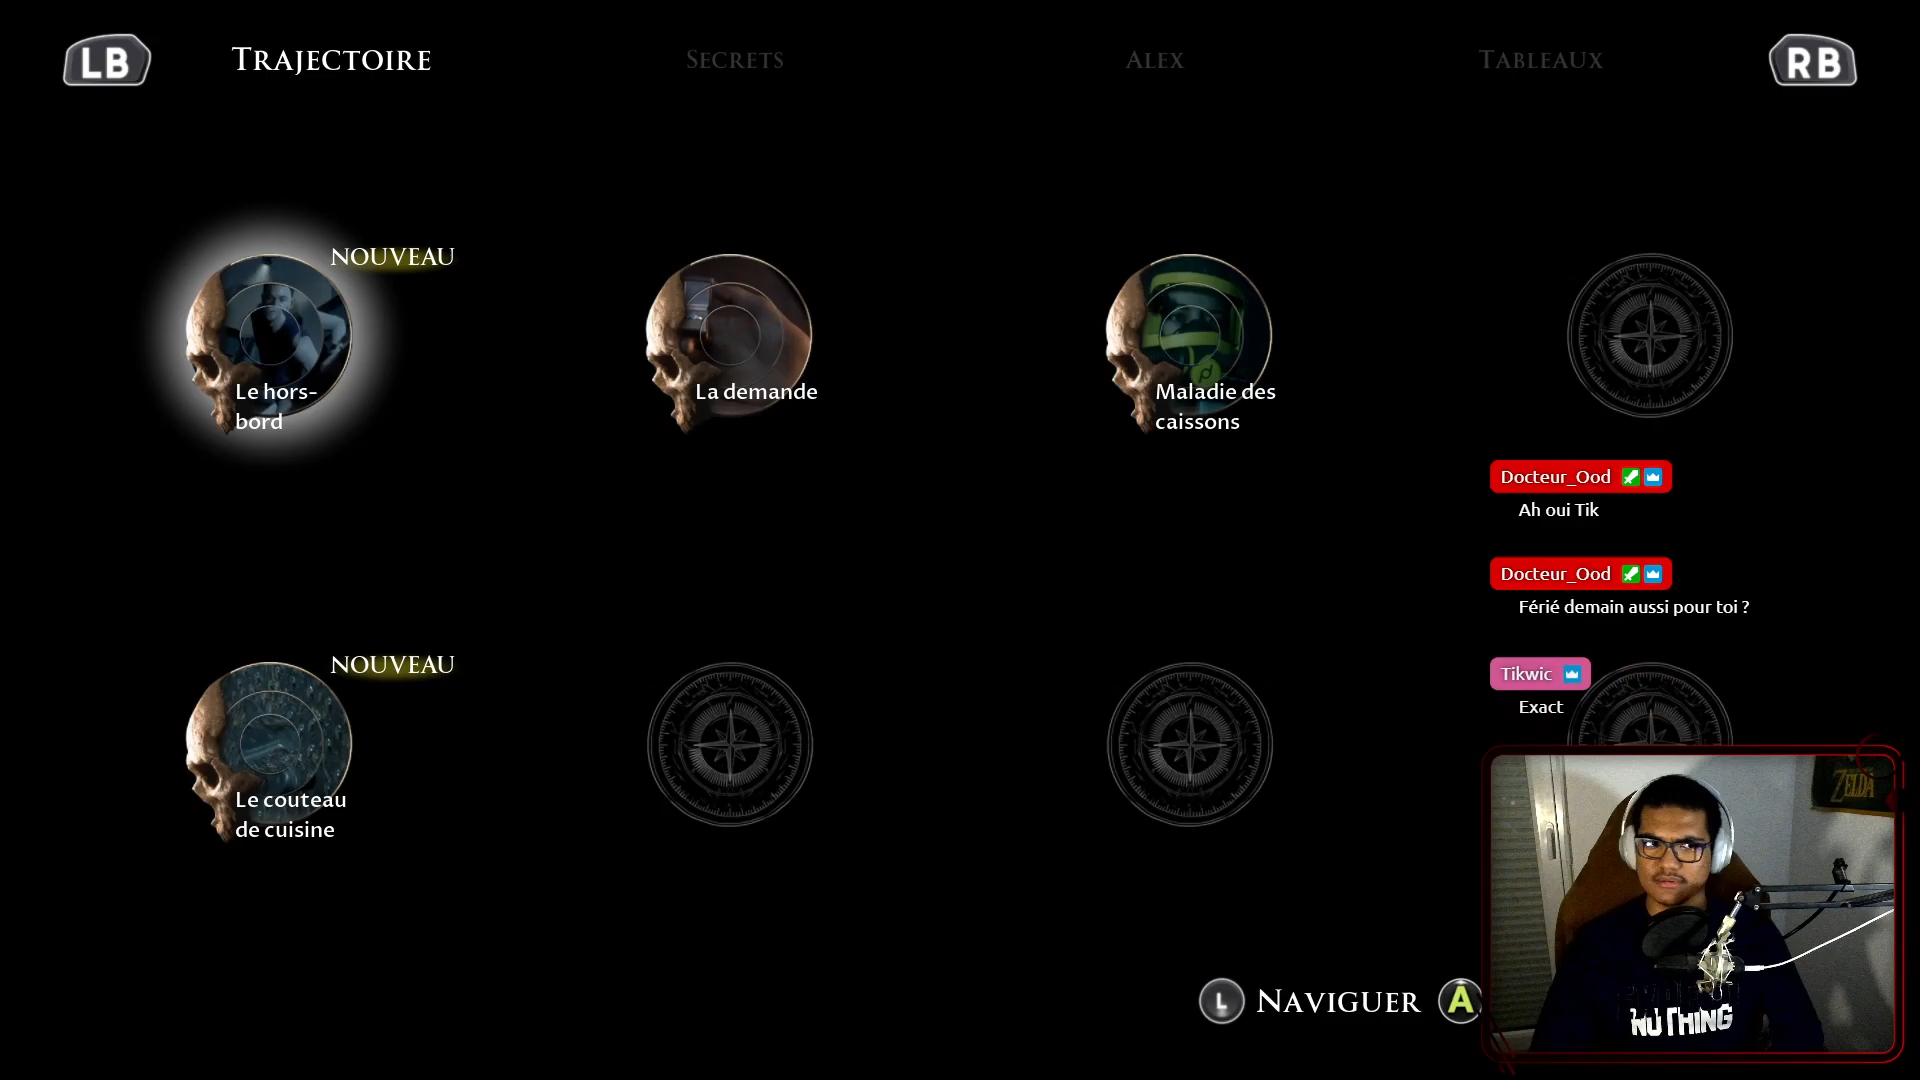 LB
TRAJECTOIRE
SECRETS
ALEX
TABLEAUX
RB
NOUVEAU
Le hors-
bord
La demande
Maladie des
caissons
Docteur_Ood
Ah oui Tik
Docteur_Ood
Férié demain aussi pour toi ?
Tikwic
Exact
NOUVEAU
Le couteau
de cuisine
ZELDA
NOTHING
L NAVIGUER A